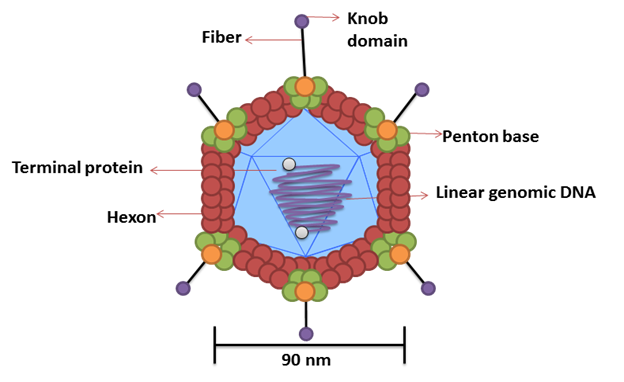 Knob
domain
Fiber
Penton base
Terminal protein
Linear genomic DNA
Hexon
90 nm